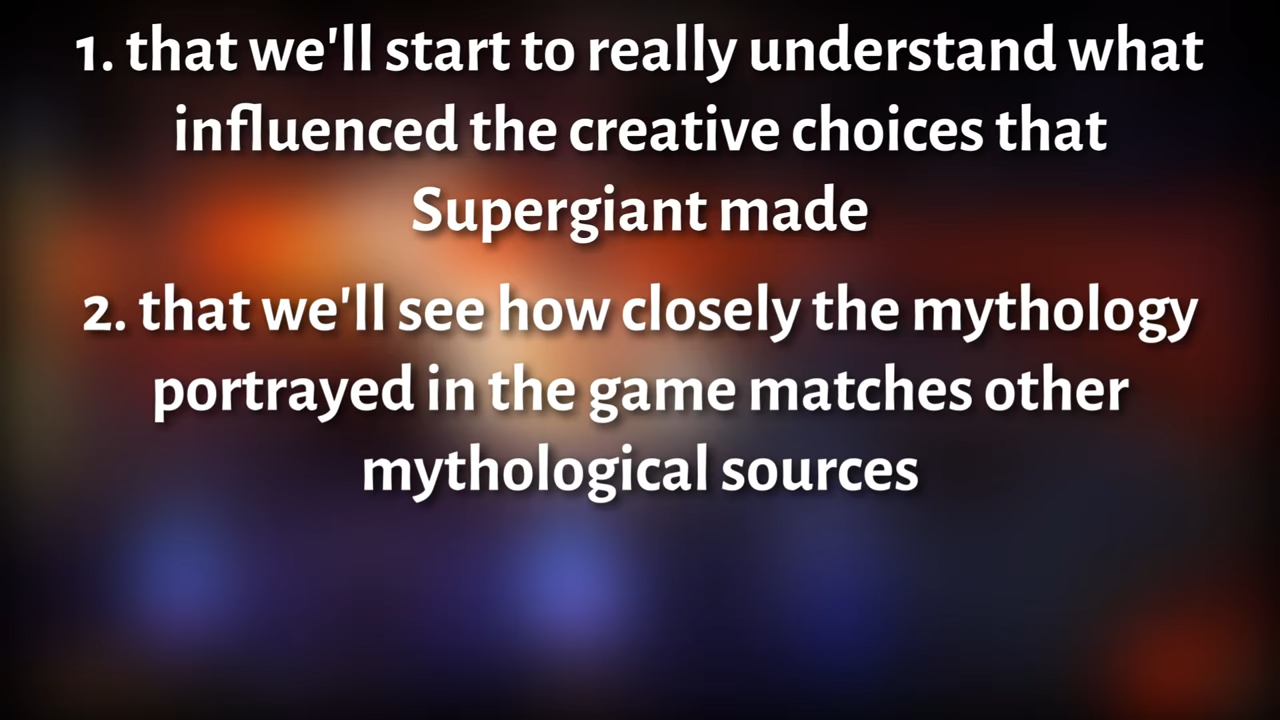 1. that we'll start to really understand what
influenced the creative choices that
Supergiant made
2. that we'll see how closely the mythology
portrayed in the game matches other
mythological sources